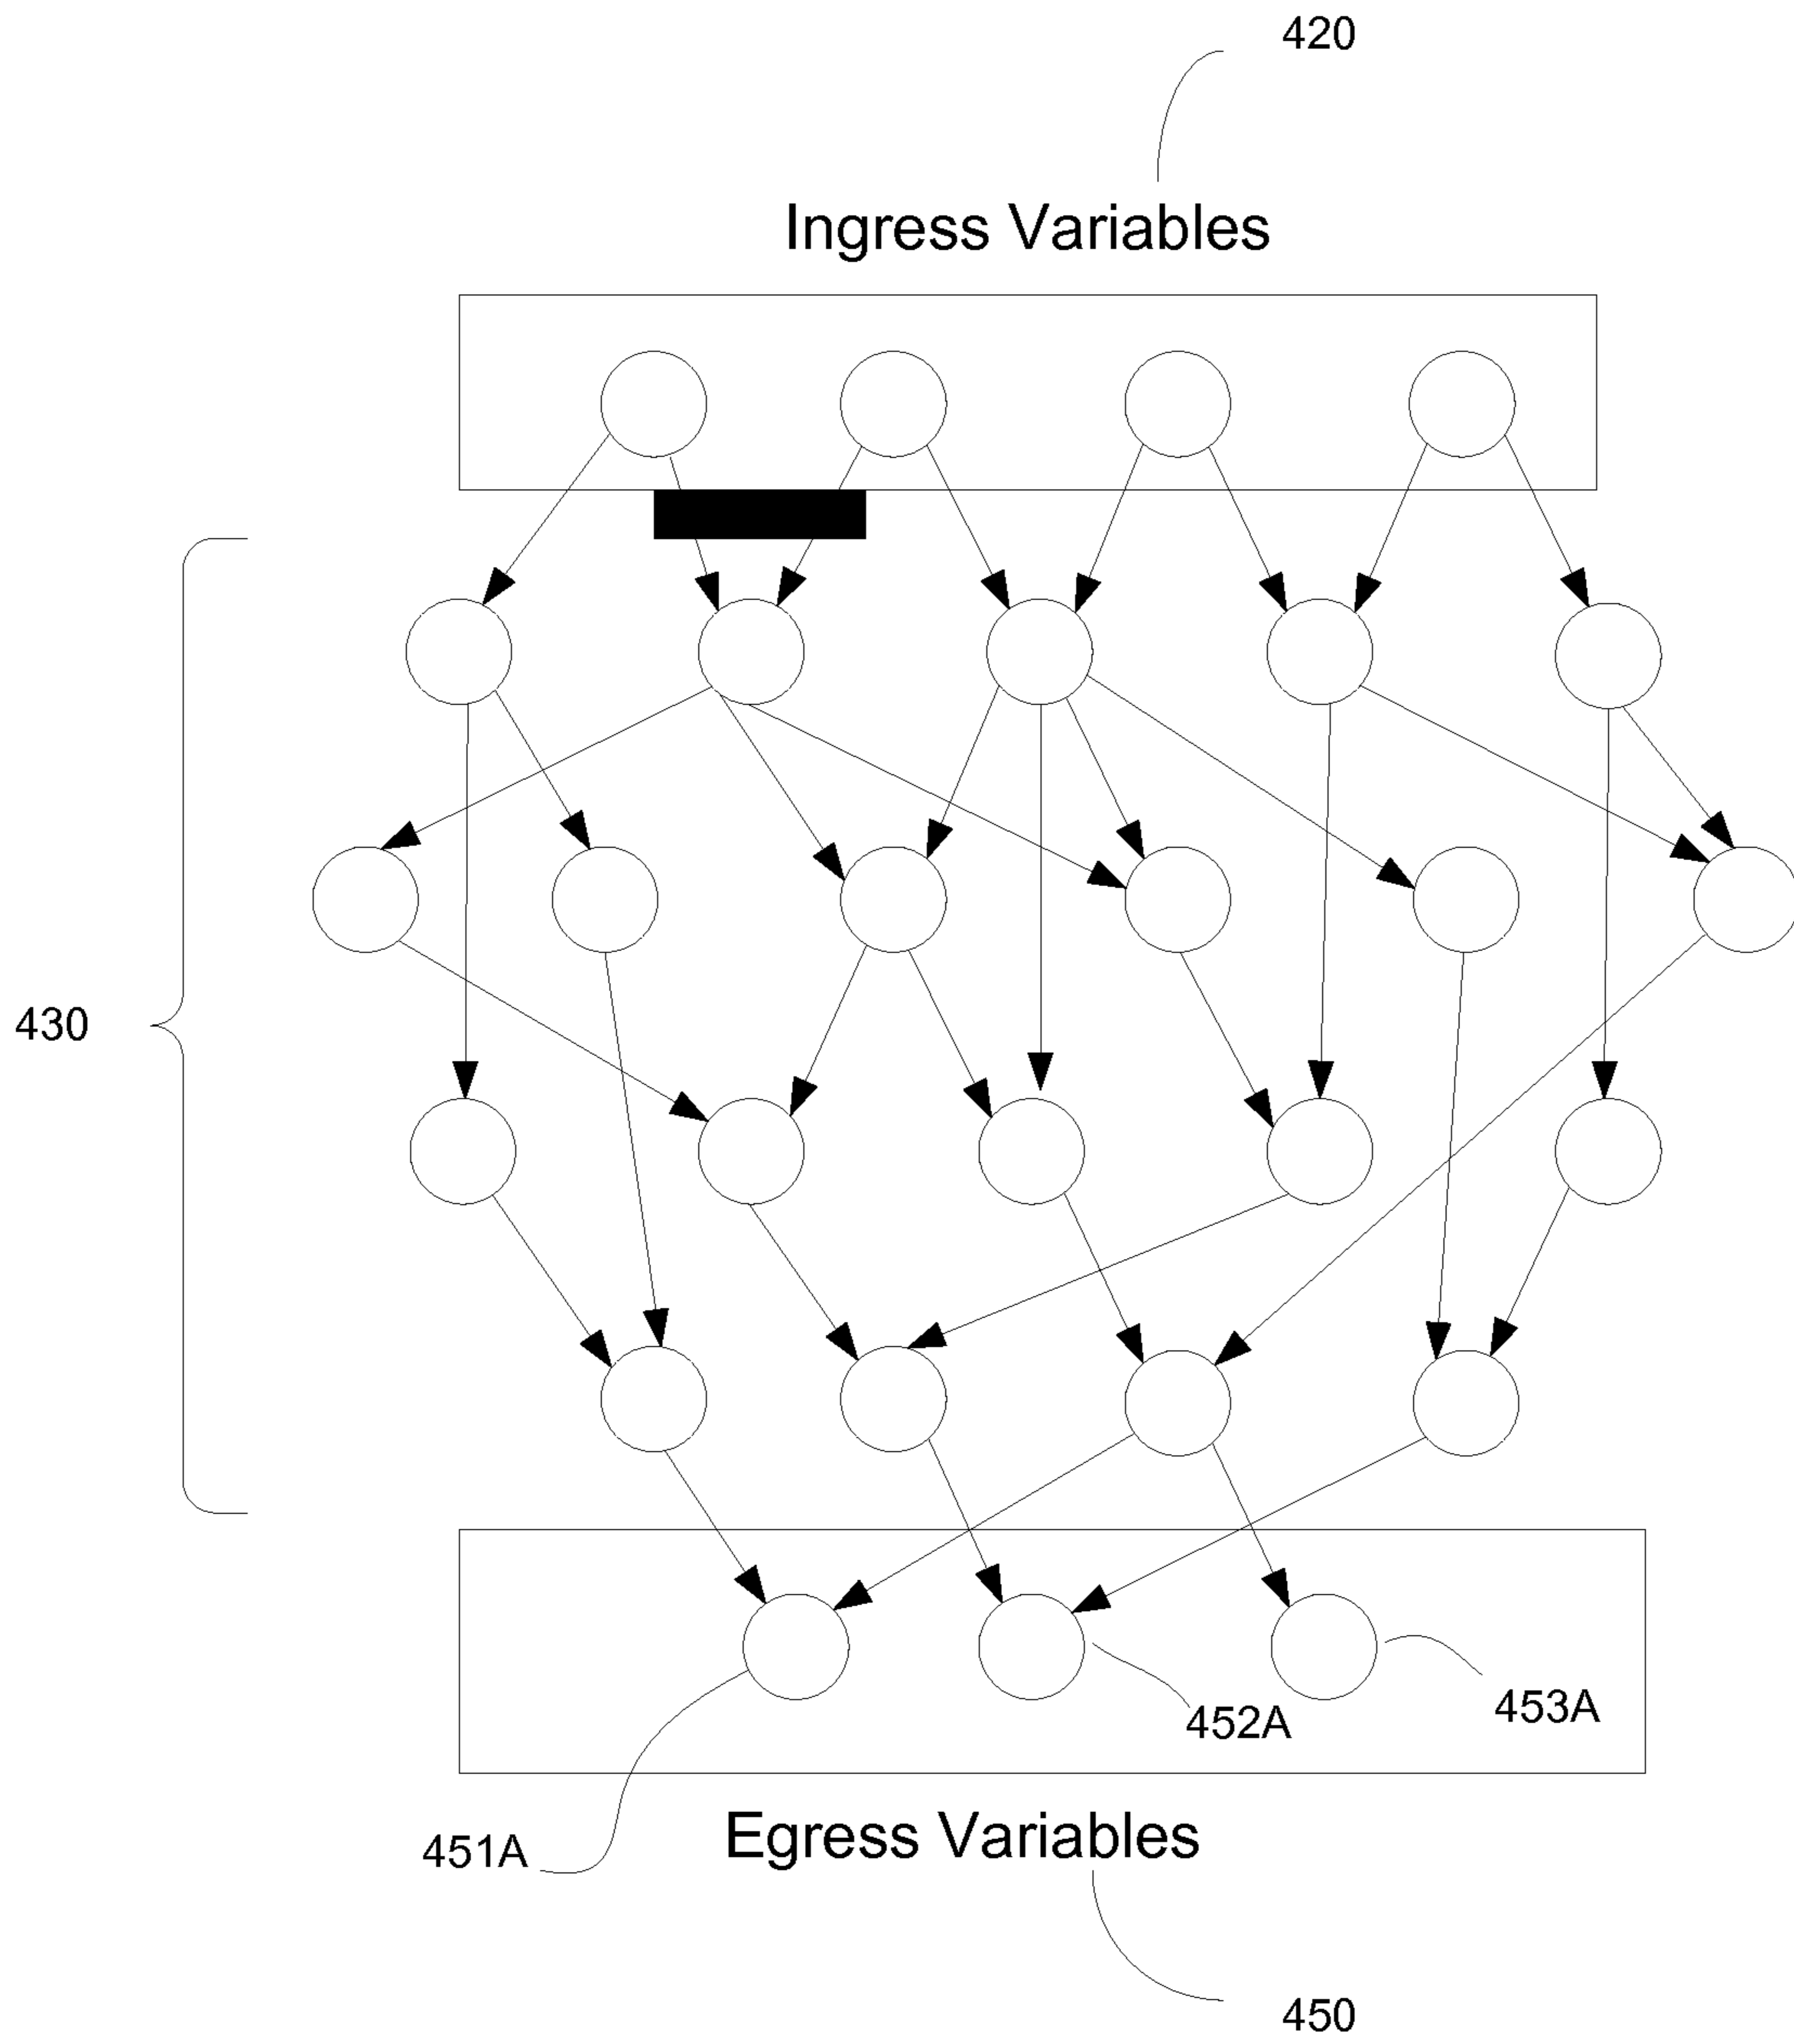 420
Ingress Variables
430
452A
453A
451A
Egress Variables
450